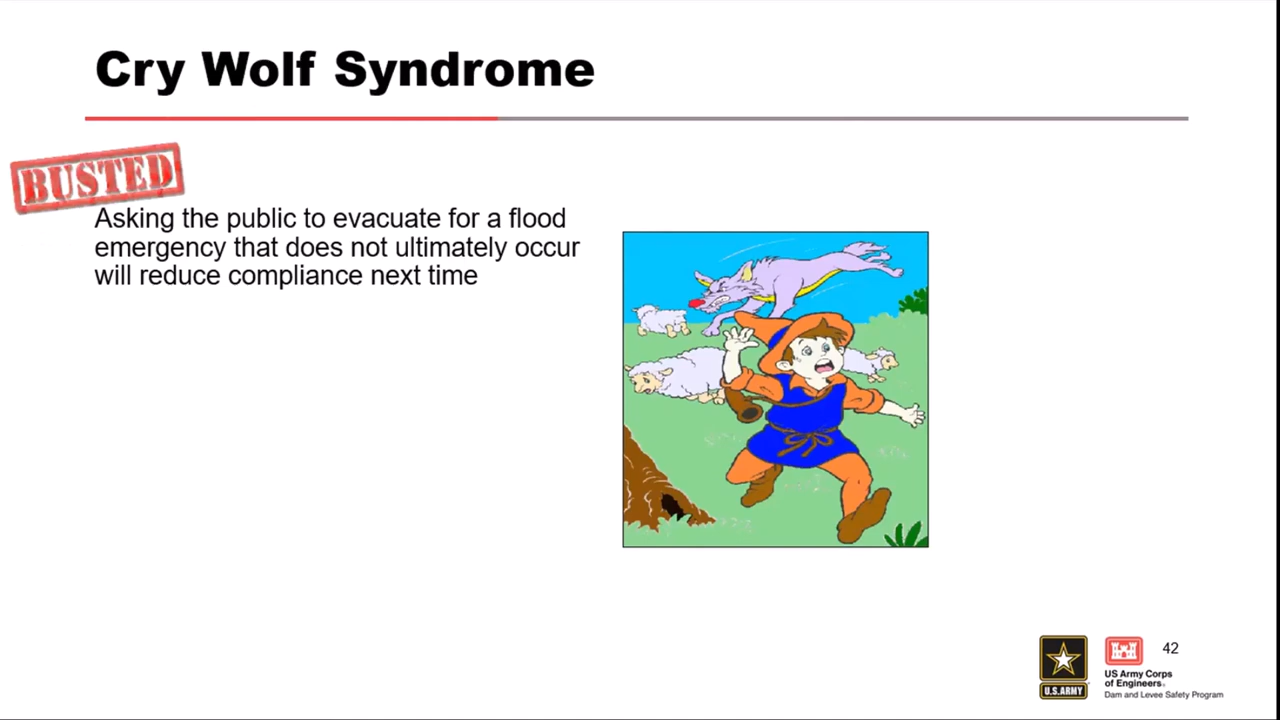 Cry Wolf Syndrome
BUSTED
Asking the public to evacuate for a flood
emergency that does not ultimately occur
will reduce compliance next time
U.S.ARMY
US Army Corps
of Engineers®
Dam and Levee Safety Program
42